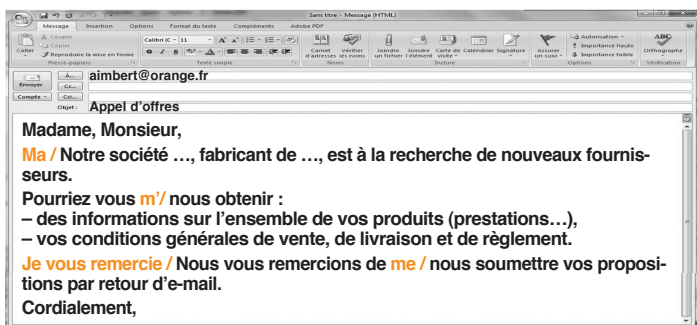 Sans titre - Message (HTML)
Message Insertion Options Format du texte Compléments Adobe PDF
Coller Couper Copier Reproduire la mise en forme
Calibri (C 11
G I S
Carnet d'adresses Vérifier les noms Joindre un fichier Joindre l'élément Carte de visite Calendrier Signature Assurer un suivi Autorisation Importance haute Importance faible Orthographe
Presse-papiers Texte simple Noms Inclure Options Vérification
Envoyer À... aimbert@orange.fr
Cc...
Compte Cci...
Objet : Appel d'offres
Madame, Monsieur,
Ma / Notre société …, fabricant de …, est à la recherche de nouveaux fournis-
seurs.
Pourriez vous m'/ nous obtenir :
– des informations sur l'ensemble de vos produits (prestations…),
– vos conditions générales de vente, de livraison et de règlement.
Je vous remercie / Nous vous remercions de me / nous soumettre vos proposi-
tions par retour d'e-mail.
Cordialement,